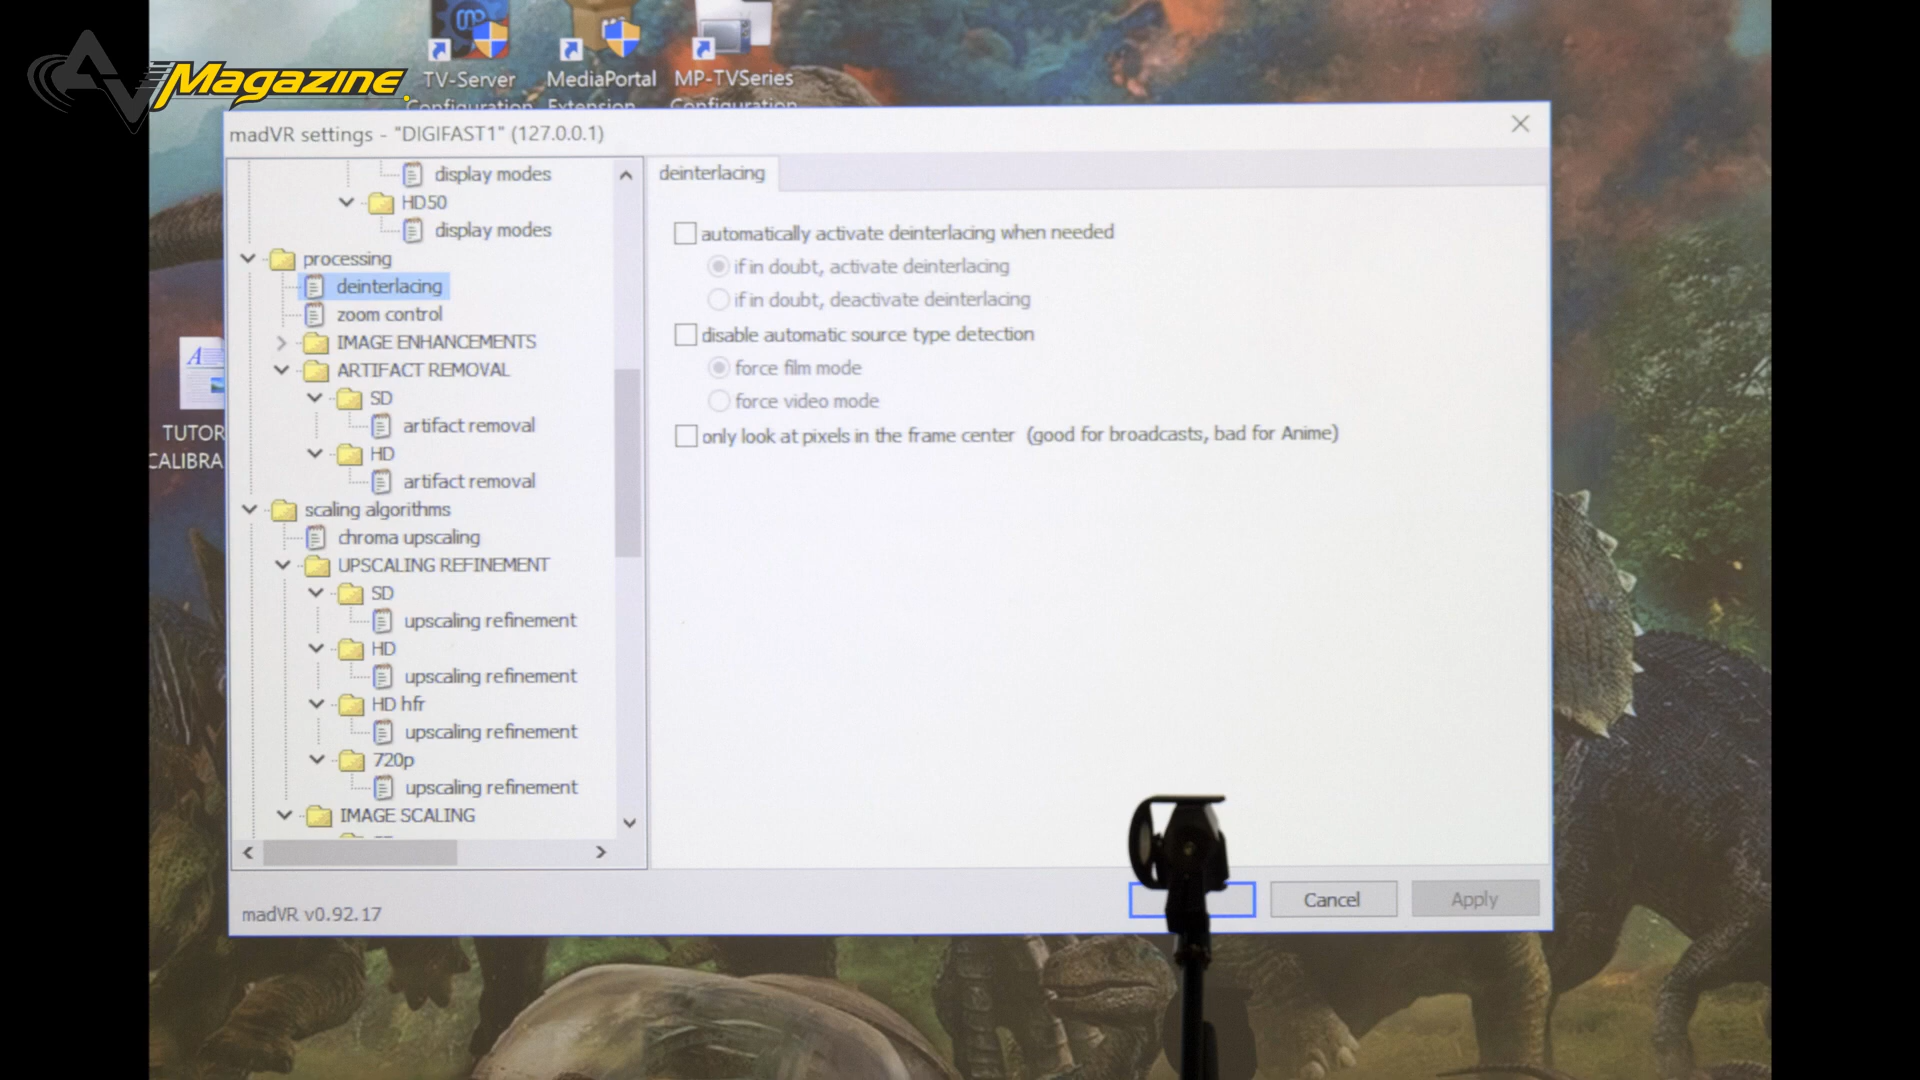 AV Magazine
TV-Server
MediaPortal
MP-TVSeries
Configuration
Extension
Configuration
madVR settings - "DIGIFAST1" (127.0.0.1)
display modes
HD50
display modes
processing
deinterlacing
zoom control
IMAGE ENHANCEMENTS
ARTIFACT REMOVAL
SD
artifact removal
HD
artifact removal
scaling algorithms
chroma upscaling
UPSCALING REFINEMENT
SD
upscaling refinement
HD
upscaling refinement
HD hfr
upscaling refinement
720p
upscaling refinement
IMAGE SCALING
deinterlacing
automatically activate deinterlacing when needed
if in doubt, activate deinterlacing
if in doubt, deactivate deinterlacing
disable automatic source type detection
force film mode
force video mode
only look at pixels in the frame center (good for broadcasts, bad for Anime)
TUTOR
CALIBRA
madVR v0.92.17
Cancel
Apply